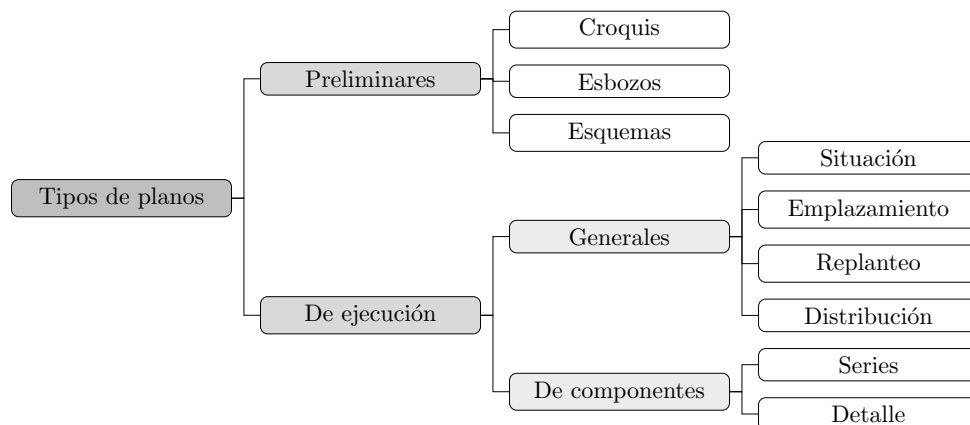 Tipos de planos
Preliminares
Croquis
Esbozos
Esquemas
De ejecución
Generales
Situación
Emplazamiento
Replanteo
Distribución
De componentes
Series
Detalle